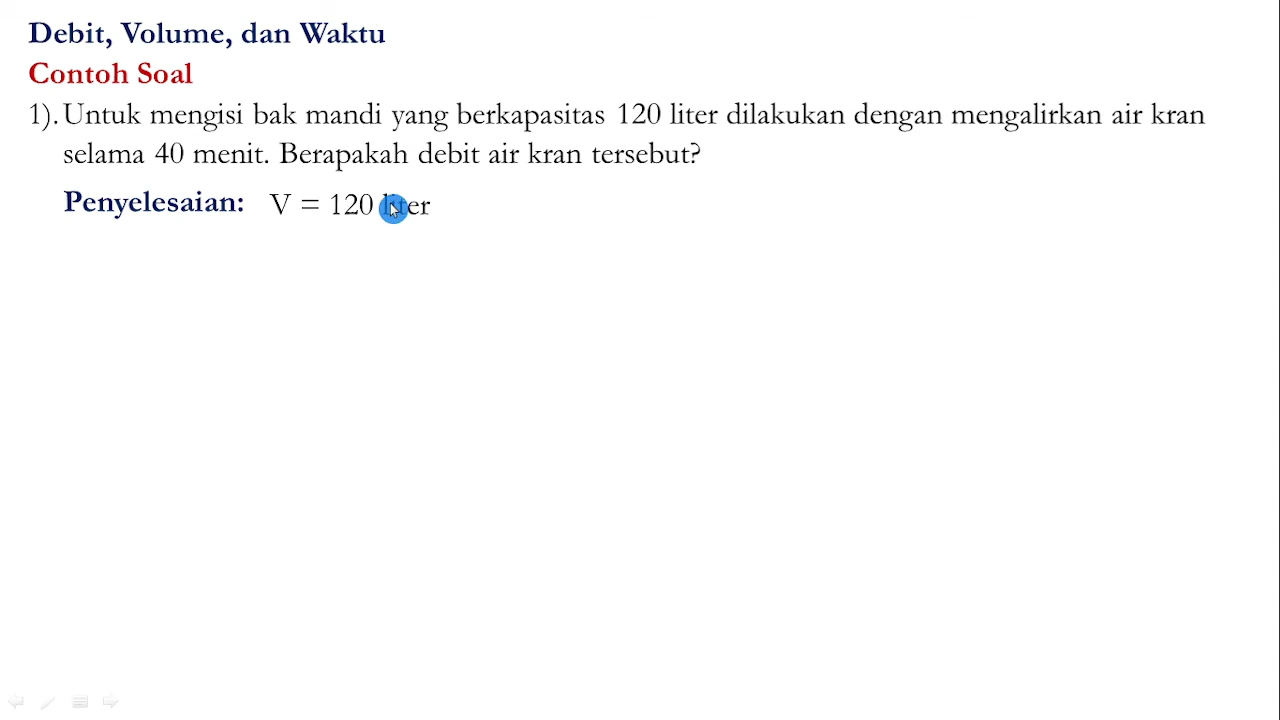 Debit, Volume, dan Waktu
Contoh Soal
1). Untuk mengisi bak mandi yang berkapasitas 120 liter dilakukan dengan mengalirkan air kran
selama 40 menit. Berapakah debit air kran tersebut?
Penyelesaian: V = 120 liter